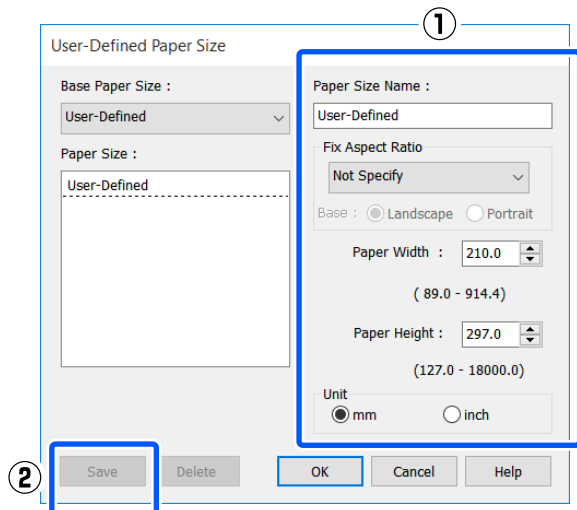 ①
User-Defined Paper Size
Base Paper Size :
User-Defined
Paper Size :
User-Defined
Paper Size Name :
User-Defined
Fix Aspect Ratio
Not Specify
Base : Landscape Portrait
Paper Width : 210.0
( 89.0 - 914.4)
Paper Height : 297.0
(127.0 - 18000.0)
Unit
mm inch
②
Save Delete OK Cancel Help